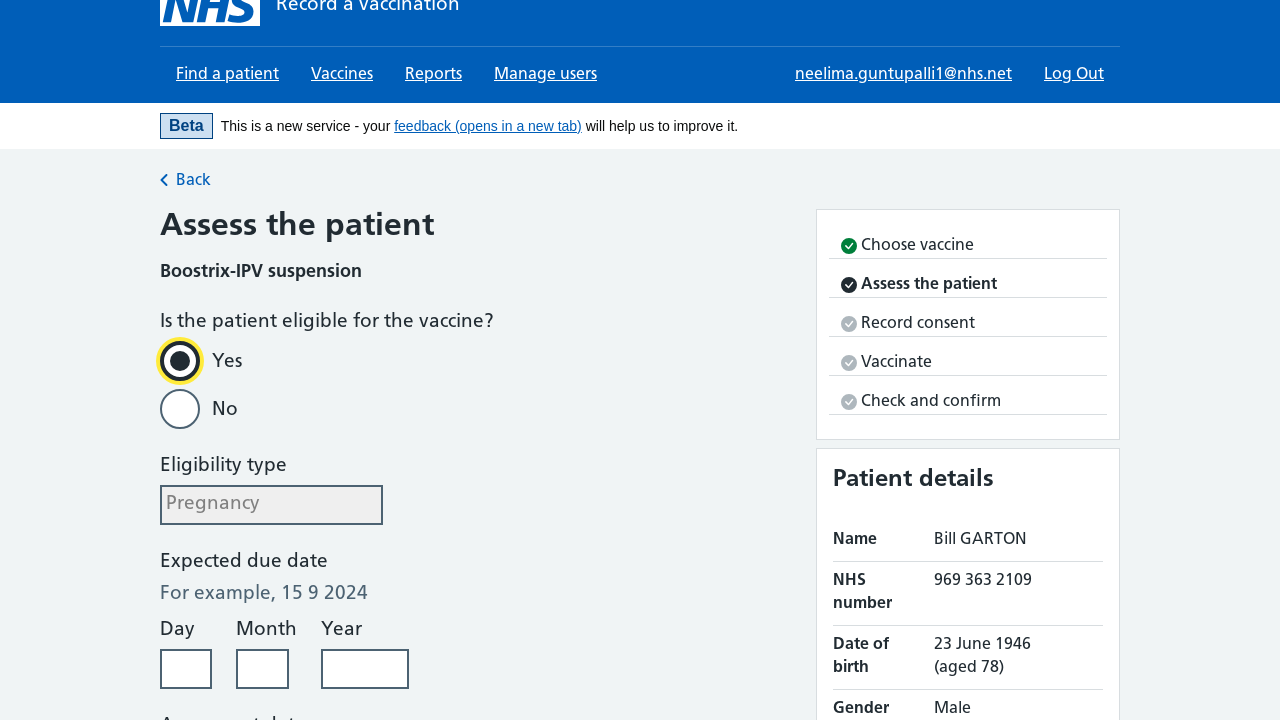 NHS Record a vaccination
Find a patient Vaccines Reports Manage users neelima.guntupalli1@nhs.net Log Out
Beta This is a new service - your feedback (opens in a new tab) will help us to improve it.
Back
Assess the patient
Boostrix-IPV suspension
Is the patient eligible for the vaccine?
Yes
No
Eligibility type
Pregnancy
Expected due date
For example, 15 9 2024
Day Month Year
Choose vaccine
Assess the patient
Record consent
Vaccinate
Check and confirm
Patient details
Name Bill GARTON
NHS number 969 363 2109
Date of birth 23 June 1946 (aged 78)
Gender Male